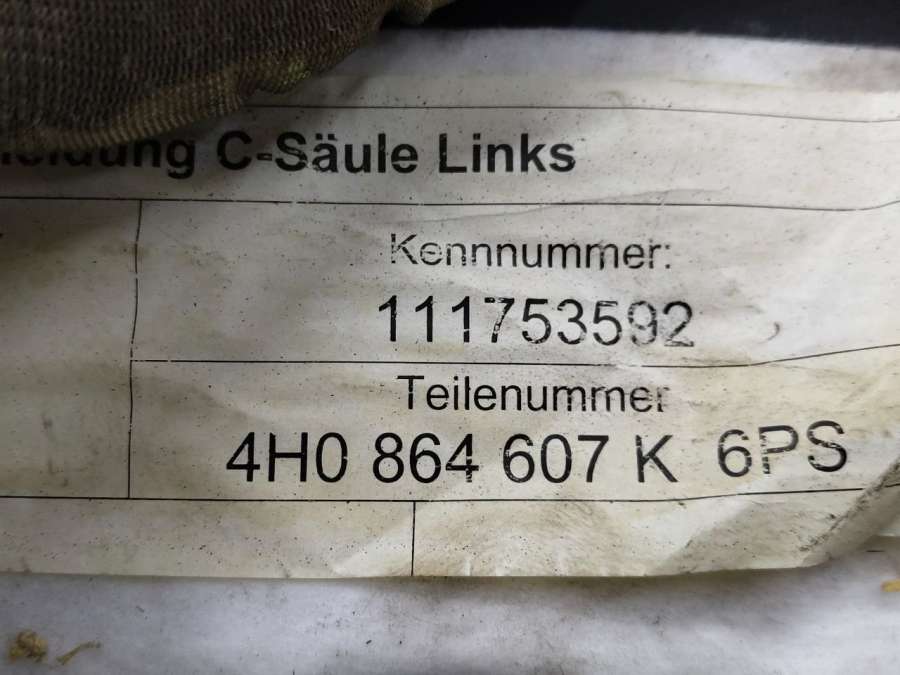 C-Säule Links
Kennnummer:
111753592
Teilenummer
4H0 864 607 K 6PS